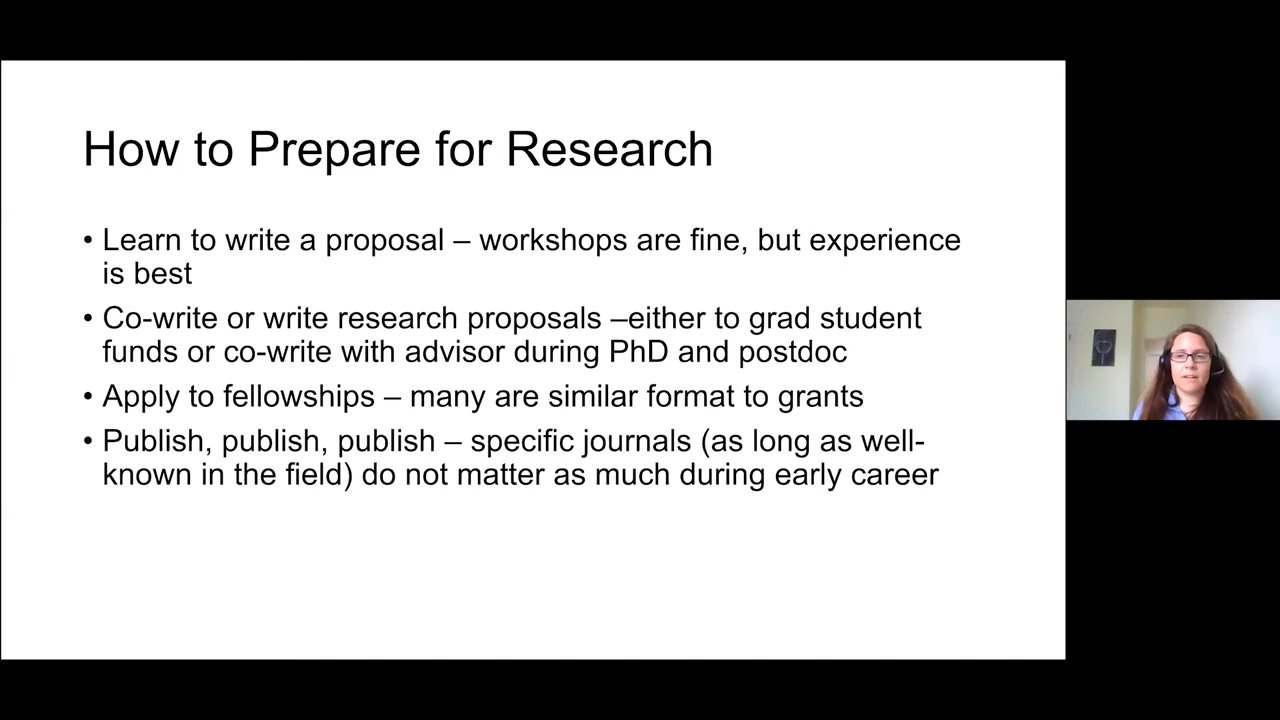 How to Prepare for Research
• Learn to write a proposal – workshops are fine, but experience
is best
• Co-write or write research proposals –either to grad student
funds or co-write with advisor during PhD and postdoc
• Apply to fellowships – many are similar format to grants
• Publish, publish, publish – specific journals (as long as well-
known in the field) do not matter as much during early career